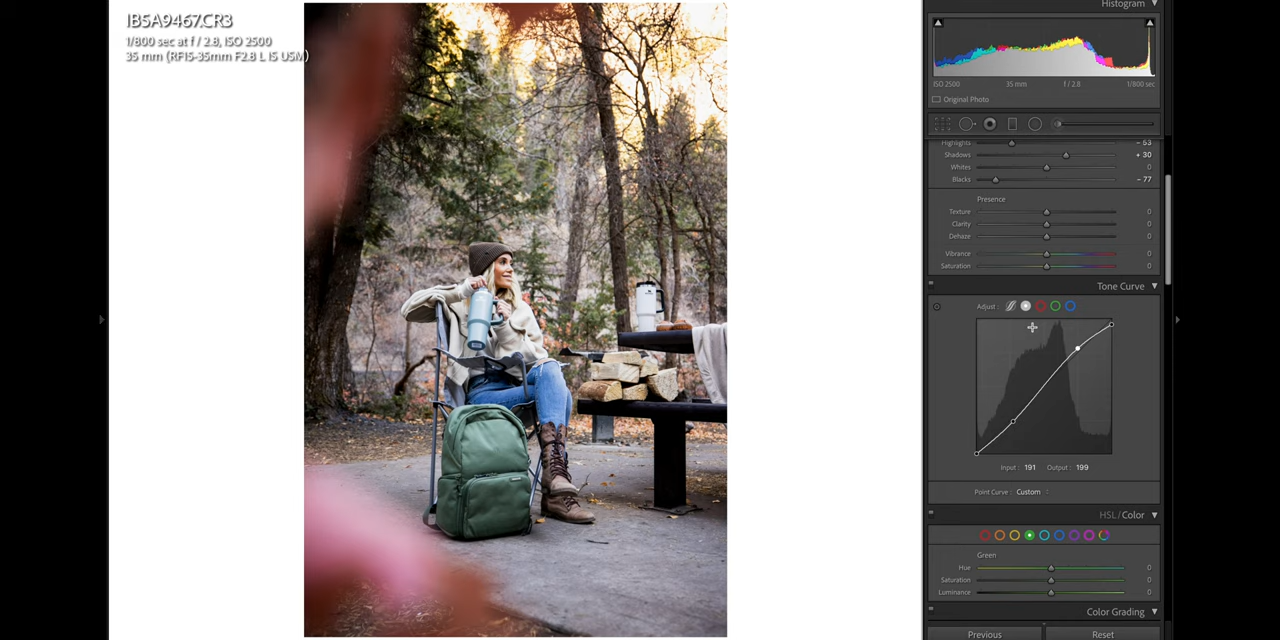 IB5A9467.CR3
1/800 sec at f / 2.8, ISO 2500
35 mm (RF15-35mm F2.8 L IS USM)
Histogram
ISO 2500 35 mm f / 2.8 1/800 sec
Original Photo
Highlights - 53
Shadows + 30
Whites 0
Blacks - 77
Presence
Texture 0
Clarity 0
Dehaze 0
Vibrance 0
Saturation 0
Tone Curve
Adjust :
Input : 191 Output : 199
Point Curve : Custom
HSL / Color
Green
Hue 0
Saturation 0
Luminance 0
Color Grading
Previous Reset